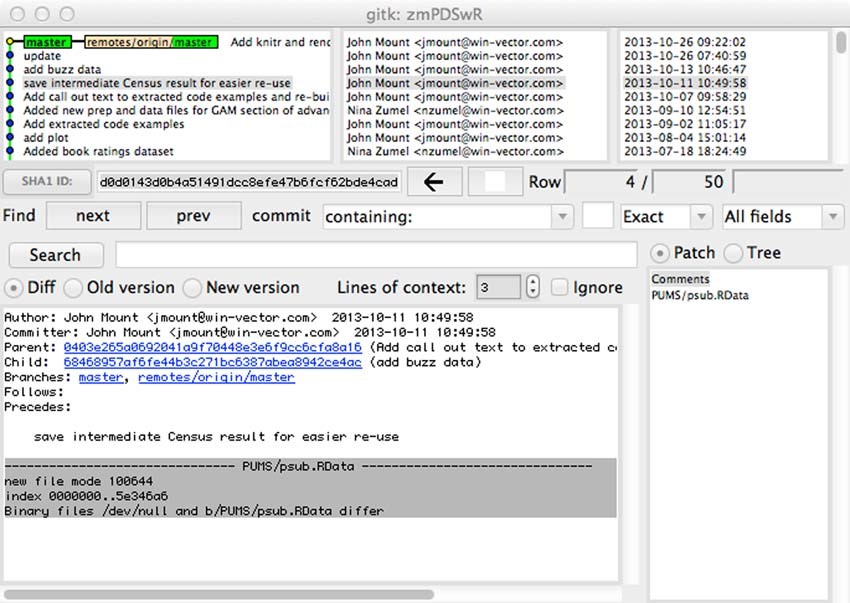 gitk: zmPDSwR
master remotes/origin/master Add knitr and rend
update
add buzz data
save intermediate Census result for easier re-use
Add call out text to extracted code examples and re-bui
Added new prep and data files for GAM section of advan
Add extracted code examples
add plot
Added book ratings dataset
John Mount <jmount@win-vector.com>
John Mount <jmount@win-vector.com>
John Mount <jmount@win-vector.com>
John Mount <jmount@win-vector.com>
John Mount <jmount@win-vector.com>
Nina Zumel <nzumel@win-vector.com>
John Mount <jmount@win-vector.com>
John Mount <jmount@win-vector.com>
Nina Zumel <nzumel@win-vector.com>
2013-10-26 09:22:02
2013-10-26 07:40:59
2013-10-13 10:46:47
2013-10-11 10:49:58
2013-10-07 09:58:29
2013-09-10 12:54:51
2013-09-02 11:05:17
2013-08-04 15:01:14
2013-07-18 18:24:49
SHA1 ID: d0d0143d0b4a51491dcc8efe47b6fcf62bde4cad Row 4 / 50
Find next prev commit containing: Exact All fields
Search
Diff Old version New version Lines of context: 3 Ignore
Patch Tree
Author: John Mount <jmount@win-vector.com> 2013-10-11 10:49:58
Committer: John Mount <jmount@win-vector.com> 2013-10-11 10:49:58
Parent: 0403e265a0692041a9f70448e3e6f9cc6cfa8a16 (Add call out text to extracted co
Child: 68468957af6fe44b3c271bc6387abea8942ce4ac (add buzz data)
Branches: master, remotes/origin/master
Follows:
Precedes:
save intermediate Census result for easier re-use
------------------------------ PUMS/psub.RData ------------------------------
new file mode 100644
index 0000000..5e346a6
Binary files /dev/null and b/PUMS/psub.RData differ
Comments
PUMS/psub.RData